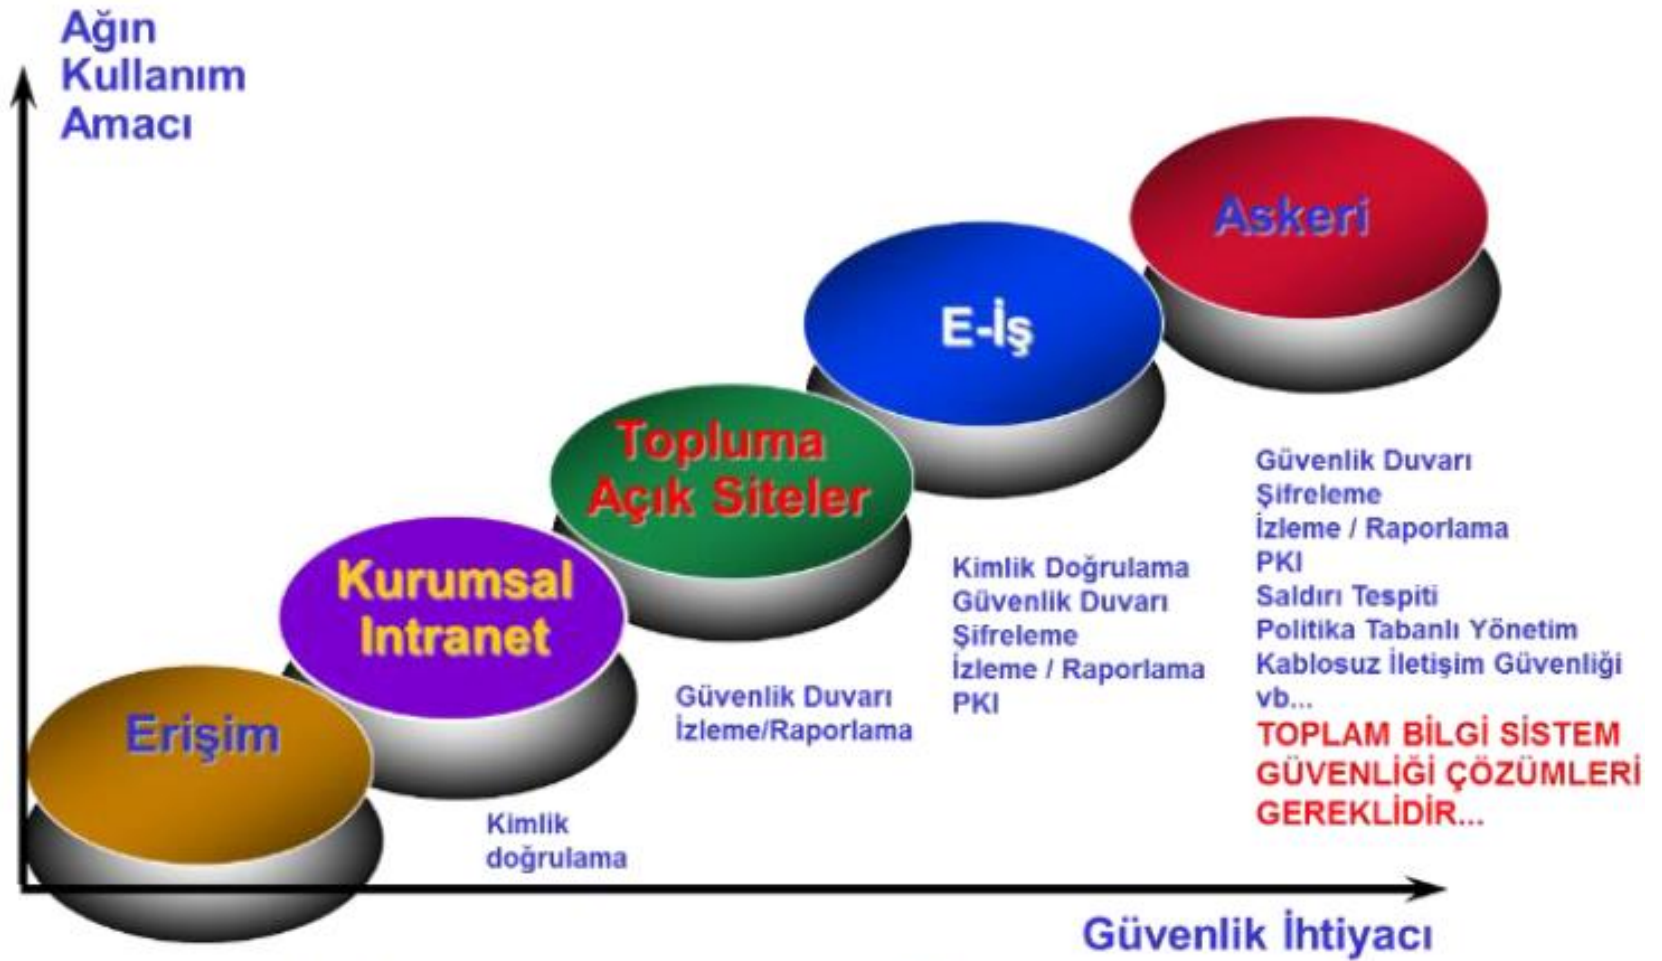 Ağın
Kullanım
Amacı
Askeri
E-İş
Topluma
Açık Siteler
Kurumsal
Intranet
Erişim
Kimlik
doğrulama
Güvenlik Duvarı
İzleme/Raporlama
Kimlik Doğrulama
Güvenlik Duvarı
Şifreleme
İzleme / Raporlama
PKI
Güvenlik Duvarı
Şifreleme
İzleme / Raporlama
PKI
Saldırı Tespiti
Politika Tabanlı Yönetim
Kablosuz İletişim Güvenliği
vb...
TOPLAM BİLGİ SİSTEM
GÜVENLİĞİ ÇÖZÜMLERİ
GEREKLİDİR...
Güvenlik İhtiyacı